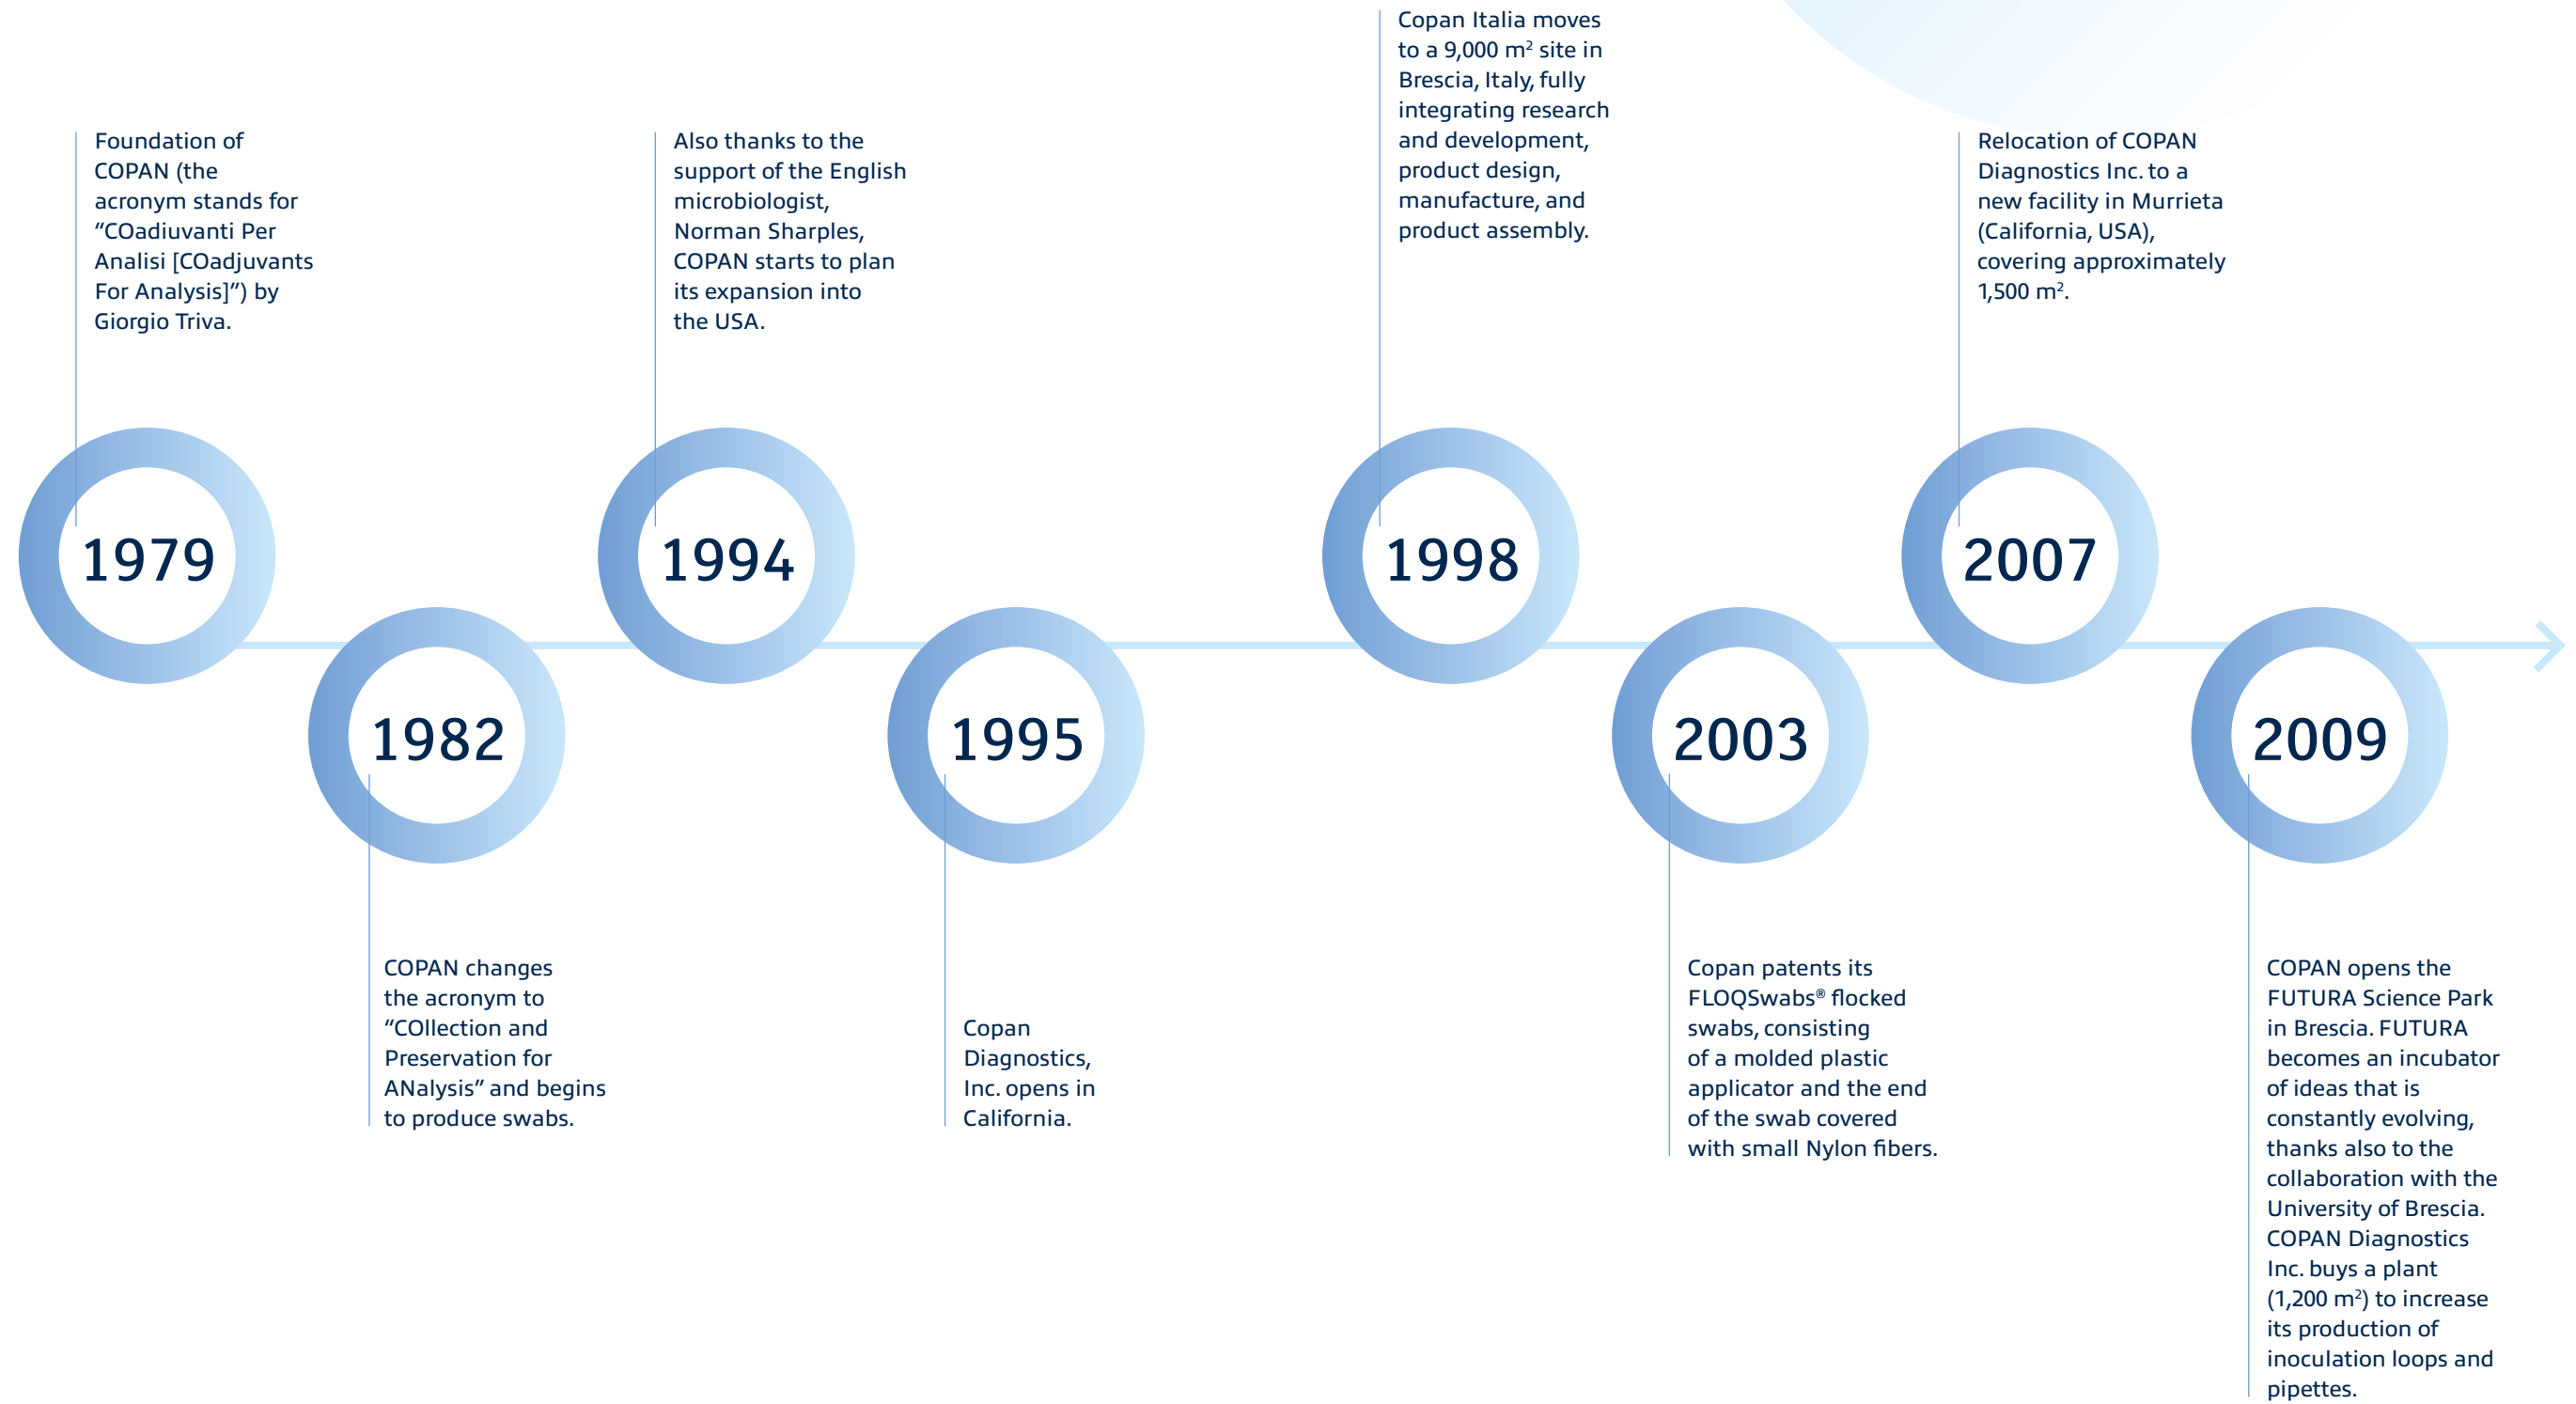 1979
Foundation of
COPAN (the
acronym stands for
“COadiuvanti Per
Analisi [COadjuvants
For Analysis]”) by
Giorgio Triva.
1982
COPAN changes
the acronym to
“COllection and
Preservation for
ANalysis” and begins
to produce swabs.
1994
Also thanks to the
support of the English
microbiologist,
Norman Sharples,
COPAN starts to plan
its expansion into
the USA.
1995
Copan
Diagnostics,
Inc. opens in
California.
1998
Copan Italia moves
to a 9,000 m² site in
Brescia, Italy, fully
integrating research
and development,
product design,
manufacture, and
product assembly.
2003
Copan patents its
FLOQSwabs® flocked
swabs, consisting
of a molded plastic
applicator and the end
of the swab covered
with small Nylon fibers.
2007
Relocation of COPAN
Diagnostics Inc. to a
new facility in Murrieta
(California, USA),
covering approximately
1,500 m².
2009
COPAN opens the
FUTURA Science Park
in Brescia. FUTURA
becomes an incubator
of ideas that is
constantly evolving,
thanks also to the
collaboration with the
University of Brescia.
COPAN Diagnostics
Inc. buys a plant
(1,200 m²) to increase
its production of
inoculation loops and
pipettes.